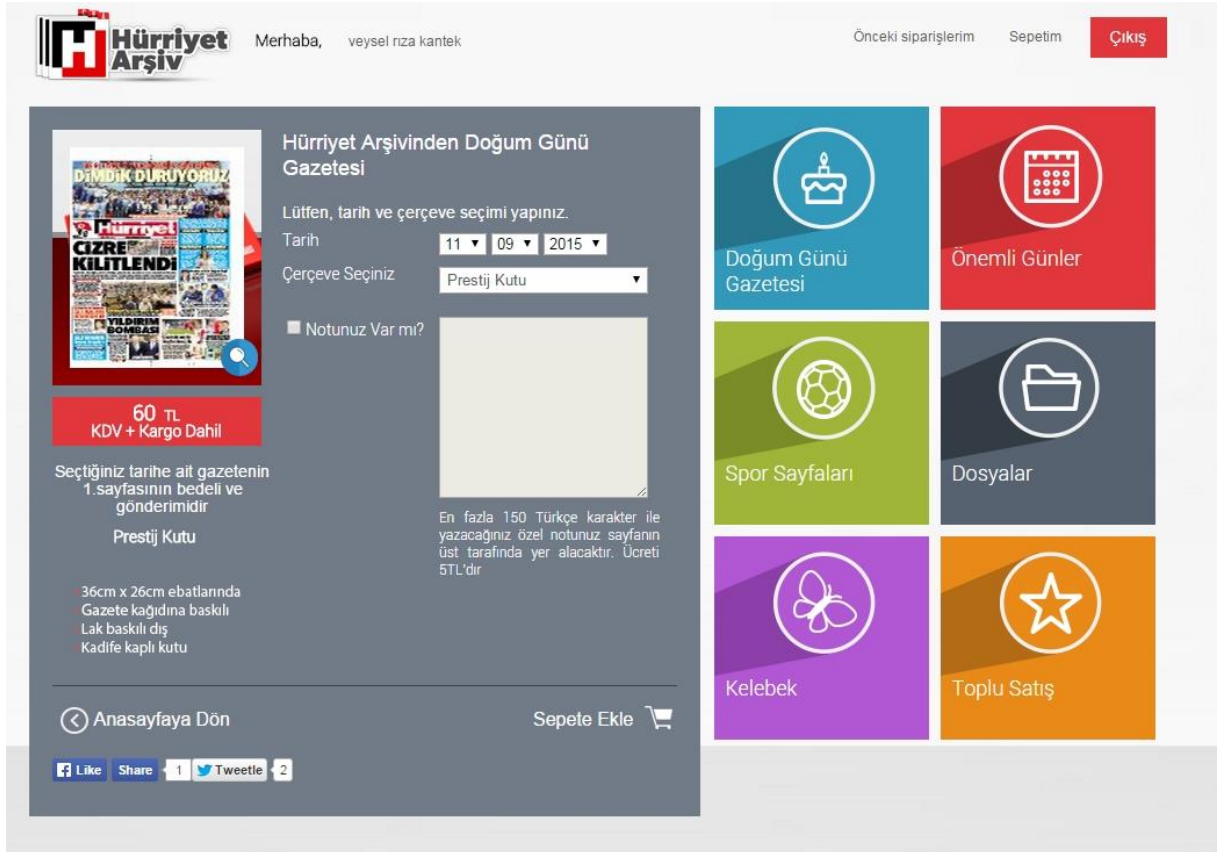 Hürriyet
Arşiv
Merhaba, veysel rıza kantek
Önceki siparişlerim Sepetim Çıkış
DİMDİK DURUYORUZ
Hürriyet
CİZRE
KİLİTLENDİ
YILDIRIM
BOMBASI
60 TL
KDV + Kargo Dahil
Seçtiğiniz tarihe ait gazetenin
1.sayfasının bedeli ve
gönderimidir
Prestij Kutu
36cm x 26cm ebatlarında
Gazete kağıdına baskılı
Lak baskılı dış
Kadife kaplı kutu
Hürriyet Arşivinden Doğum Günü
Gazetesi
Lütfen, tarih ve çerçeve seçimi yapınız.
Tarih 11 09 2015
Çerçeve Seçiniz Prestij Kutu
Notunuz Var mı?
En fazla 150 Türkçe karakter ile
yazacağınız özel notunuz sayfanın
üst tarafında yer alacaktır. Ücreti
5TL'dır
Anasayfaya Dön Sepete Ekle
Like Share 1 Tweetle 2
Doğum Günü
Gazetesi
Önemli Günler
Spor Sayfaları
Dosyalar
Kelebek
Toplu Satış